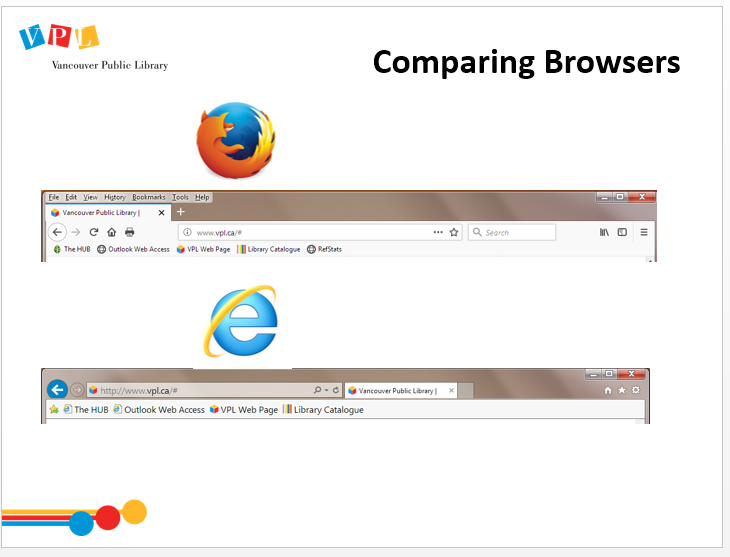 VPL
Vancouver Public Library
Comparing Browsers
File Edit View History Bookmarks Tools Help
Vancouver Public Library |
www.vpl.ca/#
Search
The HUB Outlook Web Access VPL Web Page Library Catalogue RefStats
http://www.vpl.ca/#
Vancouver Public Library |
The HUB Outlook Web Access VPL Web Page Library Catalogue